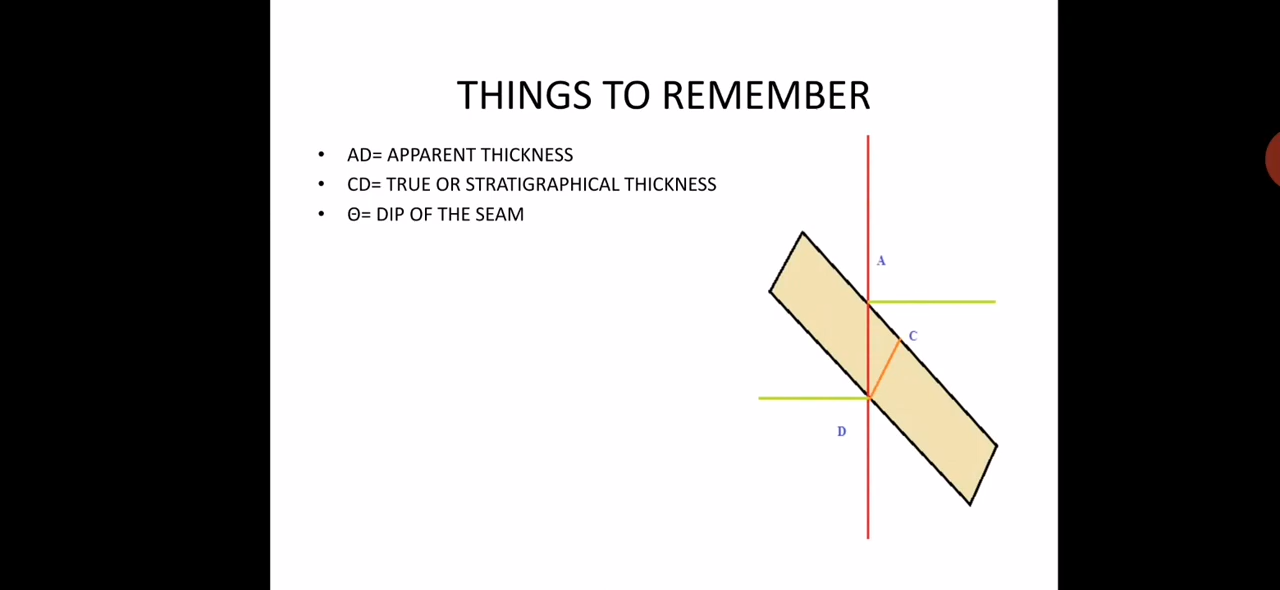 THINGS TO REMEMBER
• AD= APPARENT THICKNESS
• CD= TRUE OR STRATIGRAPHICAL THICKNESS
• Θ= DIP OF THE SEAM
A
C
D